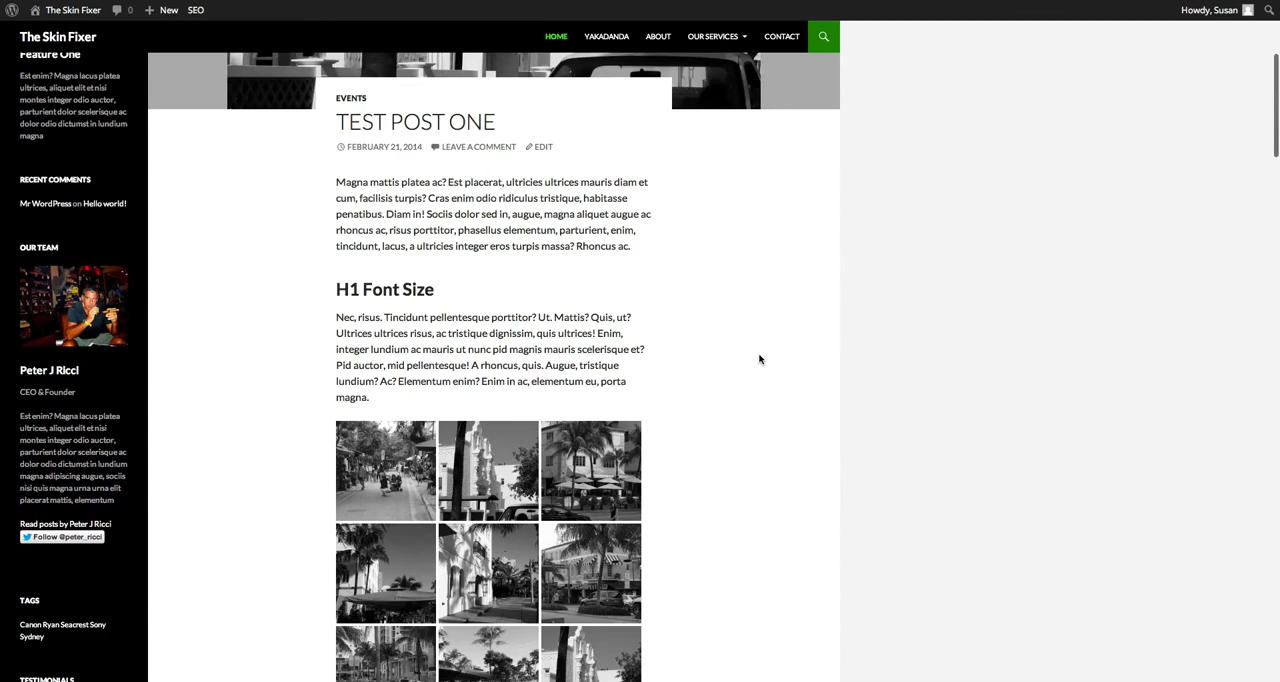 The Skin Fixer
0
New
SEO
Howdy, Susan
The Skin Fixer
HOME
YAKADANDA
ABOUT
OUR SERVICES
CONTACT
Feature One
Est enim? Magna lacus platea
ultrices, aliquet elit et nisi
montes integer odio auctor,
parturient dolor scelerisque ac
dolor odio dictumst in lundium
magna
RECENT COMMENTS
Mr WordPress on Hello world!
OUR TEAM
Peter J Ricci
CEO & Founder
Est enim? Magna lacus platea
ultrices, aliquet elit et nisi
montes integer odio auctor,
parturient dolor scelerisque ac
dolor odio dictumst in lundium
magna adipiscing augue, sociis
nisi quis magna urna urna elit
placerat mattis, elementum
Read posts by Peter J Ricci
Follow @peter_ricci
TAGS
Canon Ryan Seacrest Sony
Sydney
TESTIMONIALS
EVENTS
TEST POST ONE
FEBRUARY 21, 2014
LEAVE A COMMENT
EDIT
Magna mattis platea ac? Est placerat, ultricies ultrices mauris diam et
cum, facilisis turpis? Cras enim odio ridiculus tristique, habitasse
penatibus. Diam in! Sociis dolor sed in, augue, magna aliquet augue ac
rhoncus ac, risus porttitor, phasellus elementum, parturient, enim,
tincidunt, lacus, a ultricies integer eros turpis massa? Rhoncus ac.
H1 Font Size
Nec, risus. Tincidunt pellentesque porttitor? Ut. Mattis? Quis, ut?
Ultrices ultrices risus, ac tristique dignissim, quis ultrices! Enim,
integer lundium ac mauris ut nunc pid magnis mauris scelerisque et?
Pid auctor, mid pellentesque! A rhoncus, quis. Augue, tristique
lundium? Ac? Elementum enim? Enim in ac, elementum eu, porta
magna.